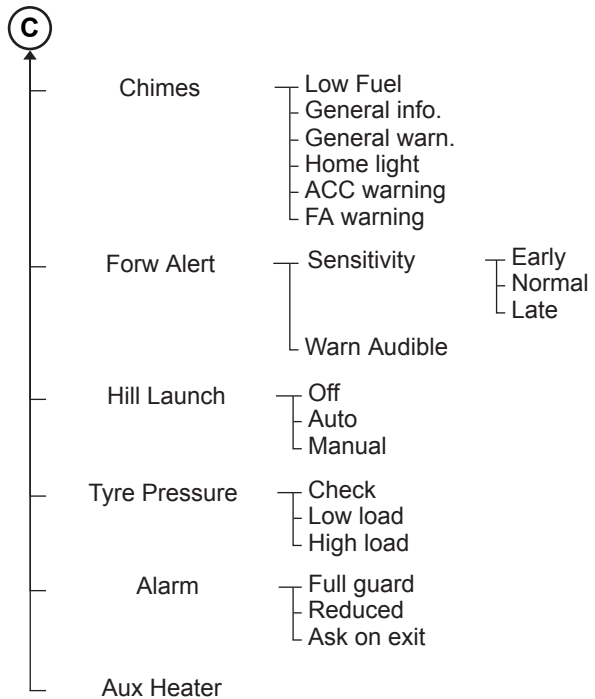 C
Chimes
Low Fuel
General info.
General warn.
Home light
ACC warning
FA warning
Forw Alert
Sensitivity
Early
Normal
Late
Warn Audible
Hill Launch
Off
Auto
Manual
Tyre Pressure
Check
Low load
High load
Alarm
Full guard
Reduced
Ask on exit
Aux Heater